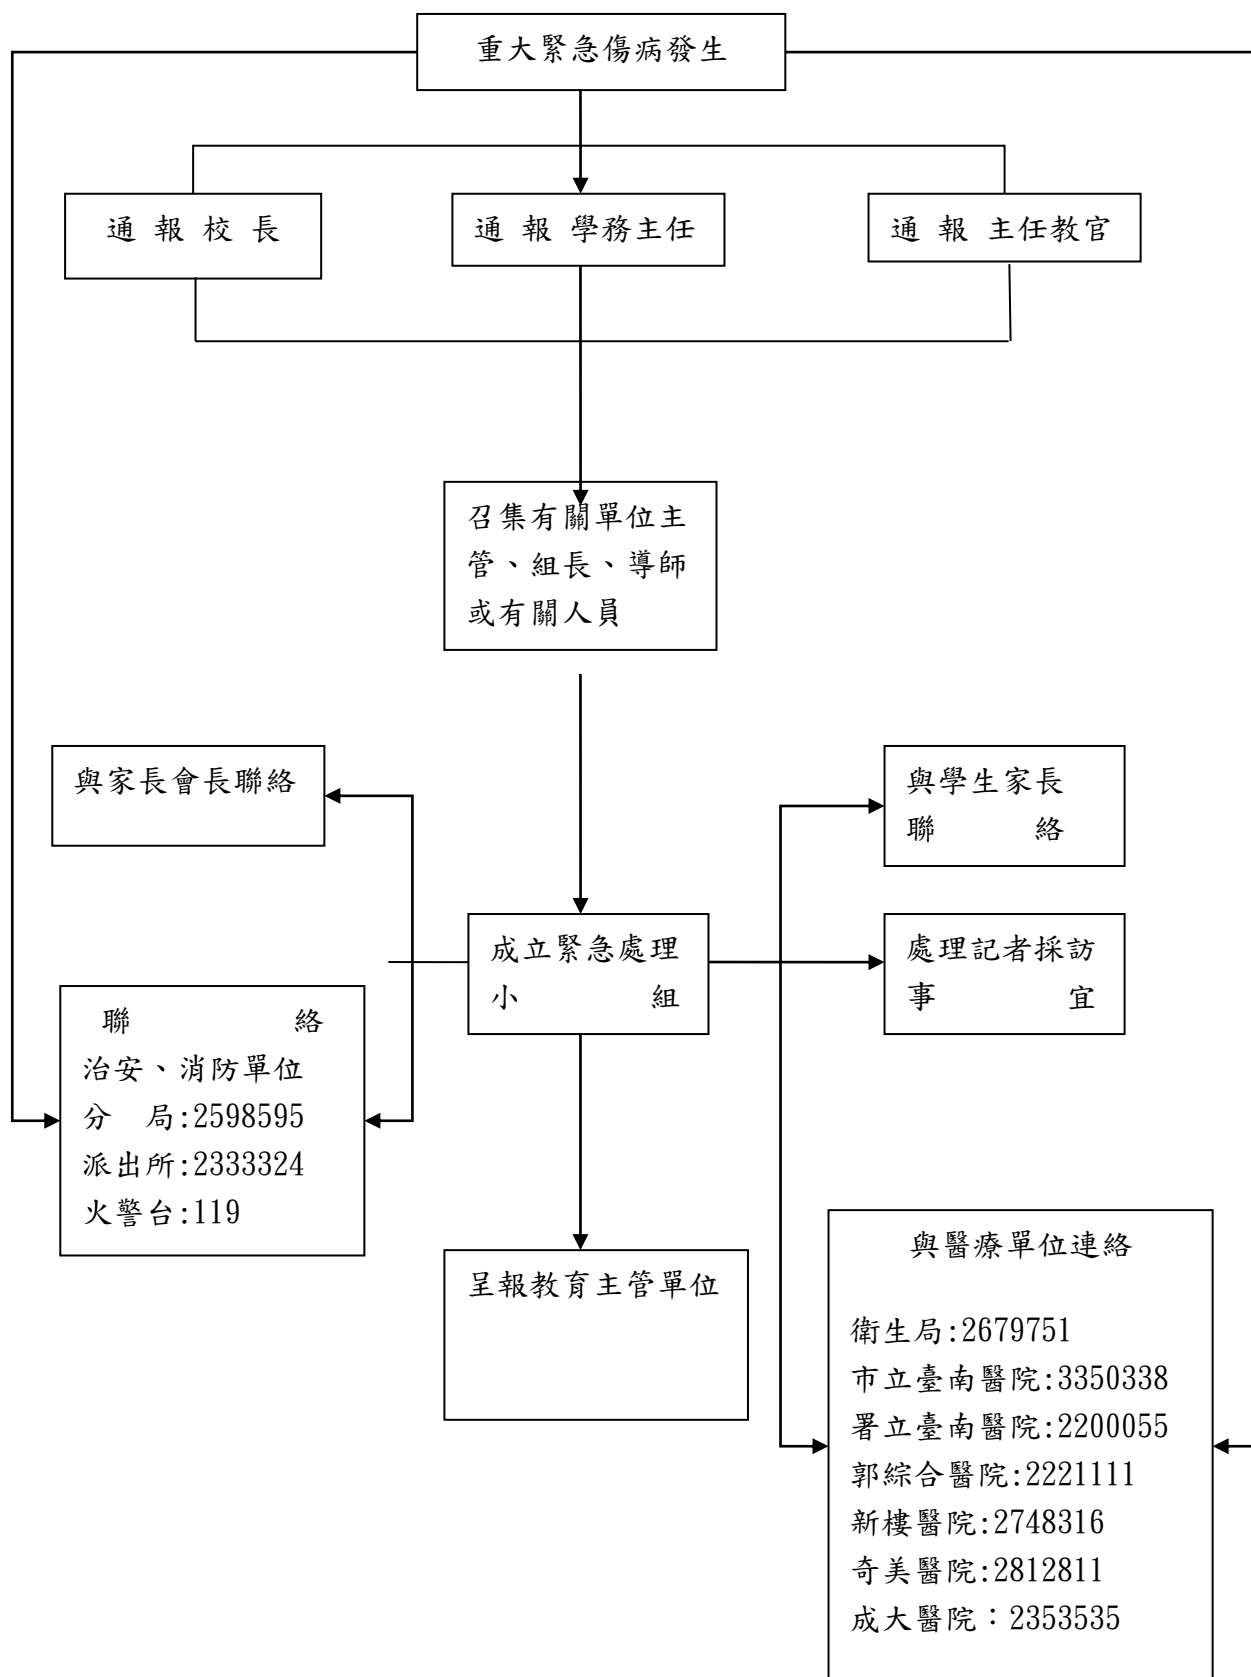 重大緊急傷病發生
通 報 校 長
通 報 學務主任
通 報 主任教官
召集有關單位主
管、組長、導師
或有關人員
與家長會長聯絡
與學生家長
聯 絡
成立緊急處理
小 組
處理記者採訪
事 宜
聯 絡
治安、消防單位
分 局:2598595
派出所:2333324
火警台:119
呈報教育主管單位
與醫療單位連絡
衛生局:2679751
市立臺南醫院:3350338
署立臺南醫院:2200055
郭綜合醫院:2221111
新樓醫院:2748316
奇美醫院:2812811
成大醫院：2353535